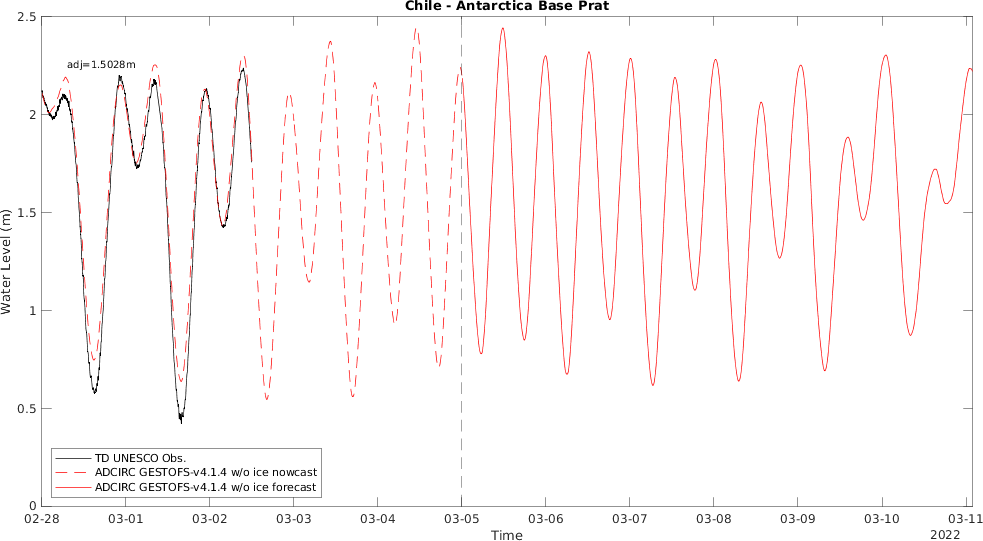 Chile - Antarctica Base Prat
2.5
adj=1.5028m
2
1.5
Water Level (m)
1
0.5
TD UNESCO Obs.
ADCIRC GESTOFS-v4.1.4 w/o ice nowcast
ADCIRC GESTOFS-v4.1.4 w/o ice forecast
0
02-28 03-01 03-02 03-03 03-04 03-05 03-06 03-07 03-08 03-09 03-10 03-11
Time
2022